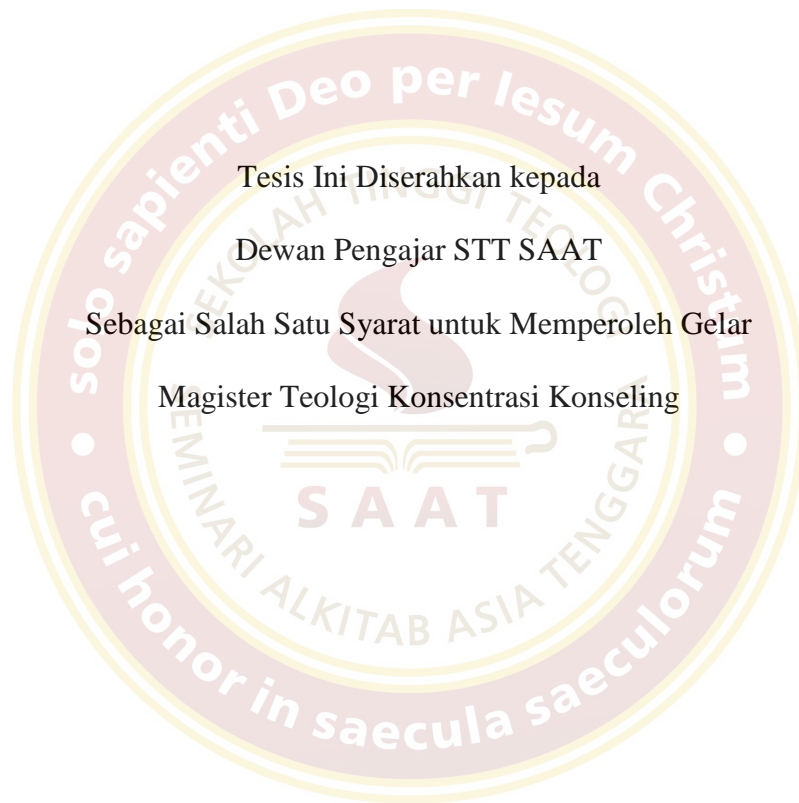 Tesis Ini Diserahkan kepada
Dewan Pengajar STT SAAT
Sebagai Salah Satu Syarat untuk Memperoleh Gelar
Magister Teologi Konsentrasi Konseling
solo sapienti Deo per Iesum Christum
cui honor in saecula saeculorum
SEKOLAH TINGGI TEOLOGI
SEMINARI ALKITAB ASIA TENGGARA
SAAT